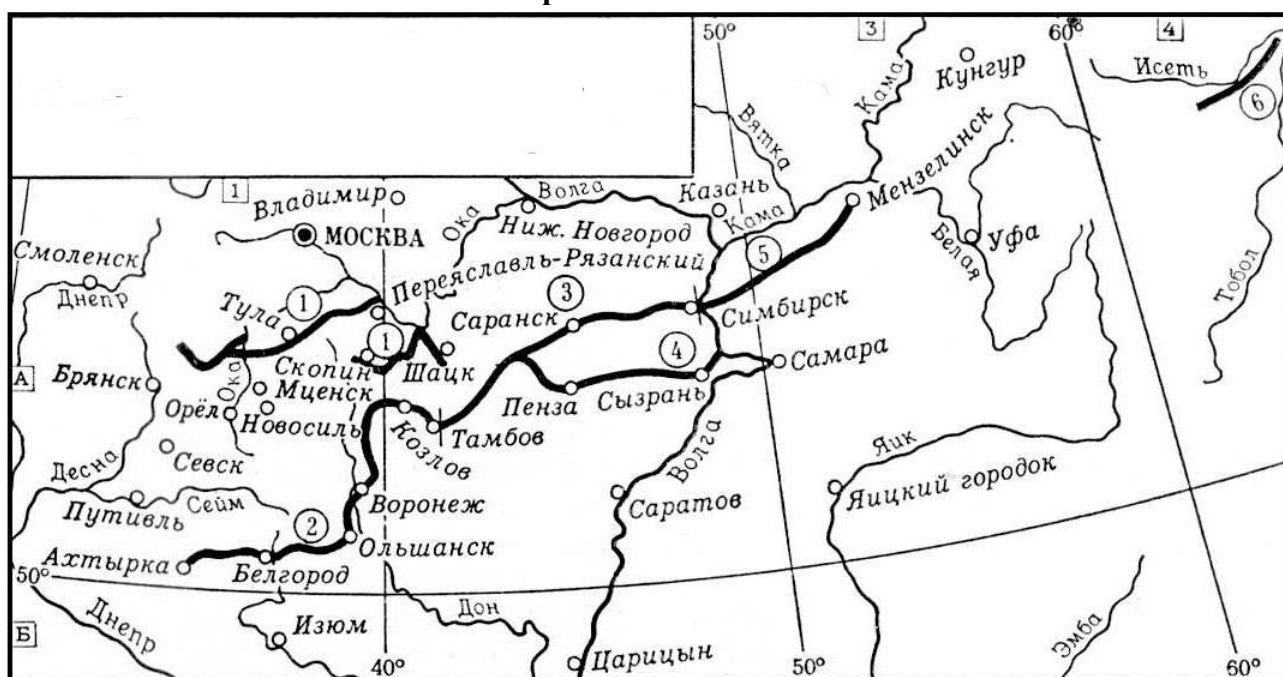 50°
3
60°
4
Кунгур
Исеть
Кама
6
Вятка
Мензелинск
1
Владимир
Волга
Казань
Кама
МОСКВА
Ока
Ниж. Новгород
Уфа
Белая
Смоленск
Днепр
Переяславль-Рязанский
5
Тобол
1
3
Тула
Саранск
Симбирск
1
4
Скопин
Шацк
Самара
А
Брянск
Ока
Мценск
Пенза
Сызрань
Орёл
Новосиль
Козлов
Тамбов
Волга
Яик
Севск
Десна
Воронеж
Саратов
Яицкий городок
Путивль
Сейм
2
Ольшанск
Ахтырка
Белгород
50°
Дон
Днепр
Изюм
Эмба
Б
40°
Царицын
50°
60°